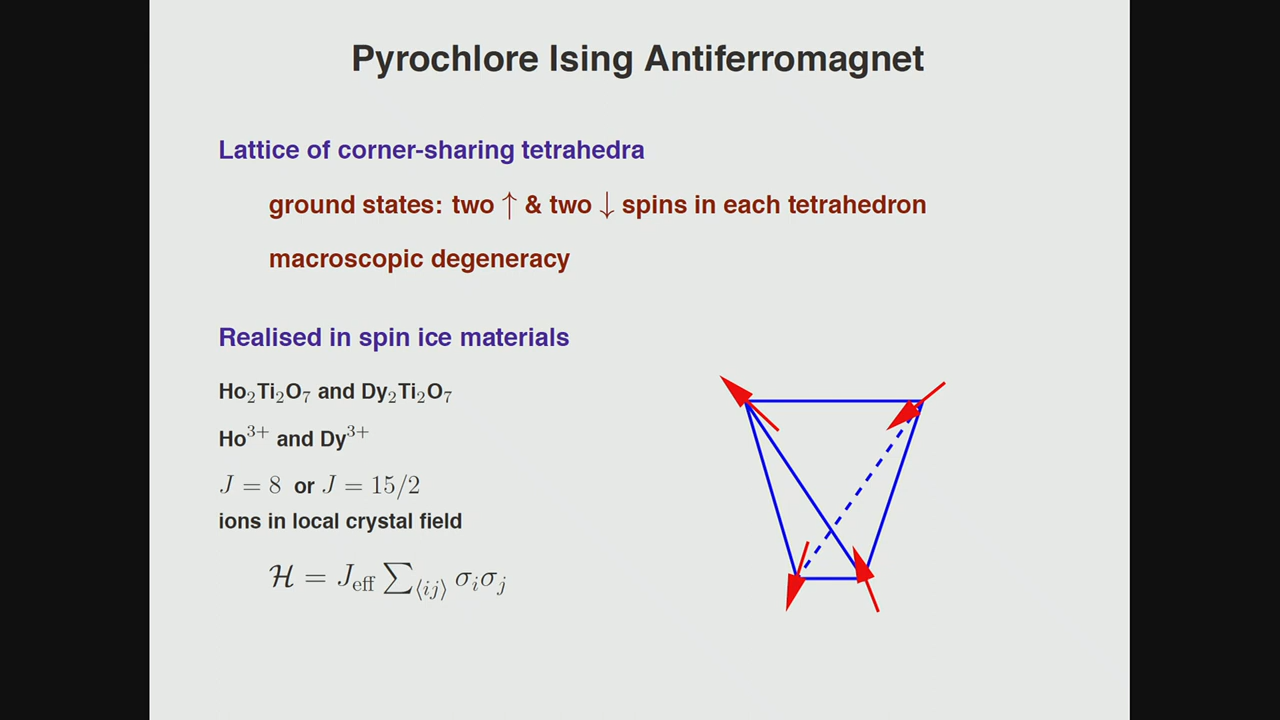 Pyrochlore Ising Antiferromagnet
Lattice of corner-sharing tetrahedra
ground states: two ↑ & two ↓ spins in each tetrahedron
macroscopic degeneracy
Realised in spin ice materials
Ho₂Ti₂O₇ and Dy₂Ti₂O₇
Ho³⁺ and Dy³⁺
J = 8 or J = 15/2
ions in local crystal field
ℋ = J_eff ∑_⟨ij⟩ σ_iσ_j